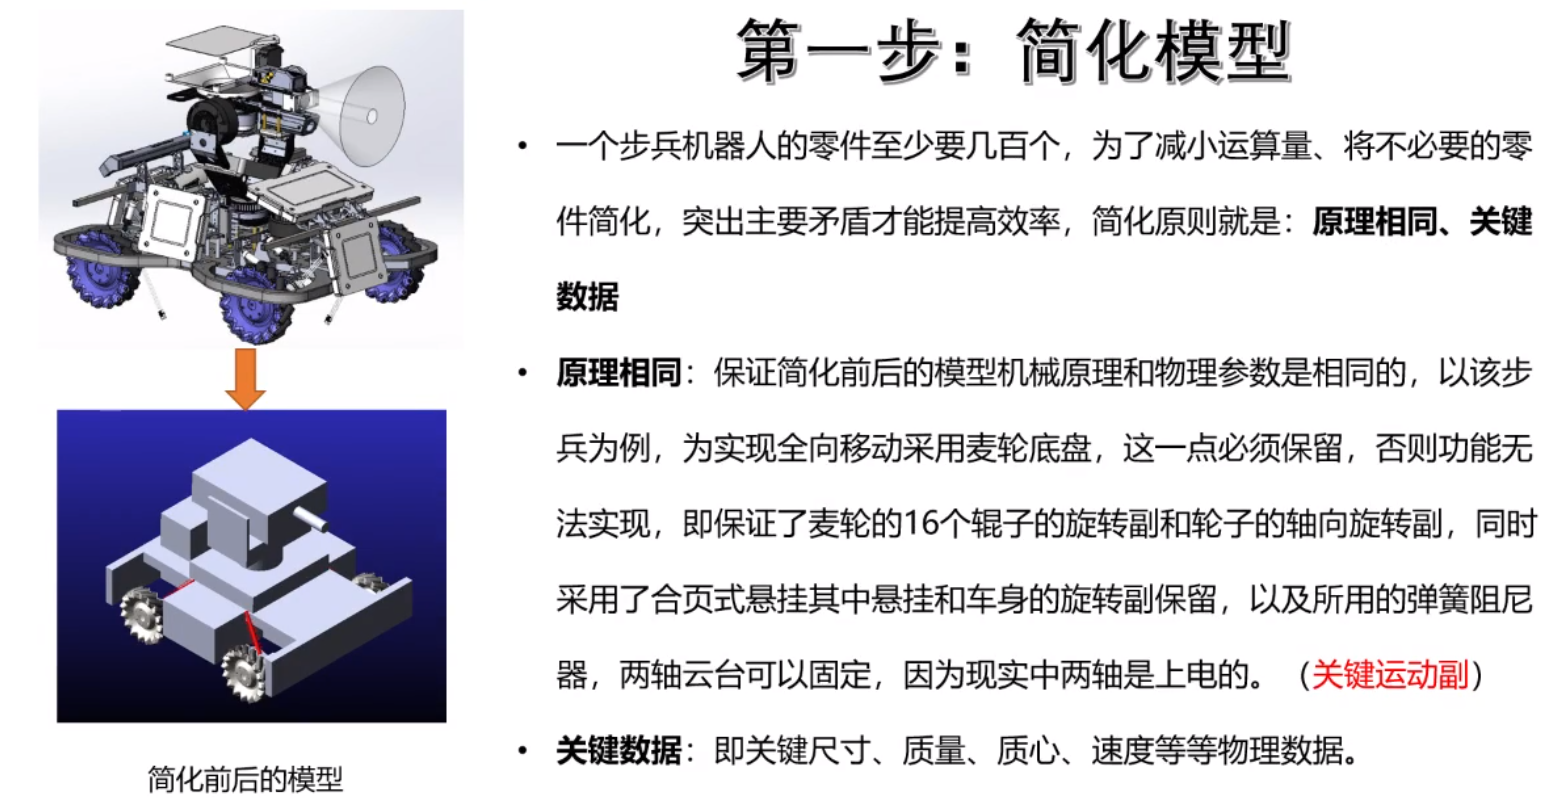 第一步：简化模型
• 一个步兵机器人的零件至少要几百个，为了减小运算量、将不必要的零
件简化，突出主要矛盾才能提高效率，简化原则就是：原理相同、关键
数据
• 原理相同：保证简化前后的模型机械原理和物理参数是相同的，以该步
兵为例，为实现全向移动采用麦轮底盘，这一点必须保留，否则功能无
法实现，即保证了麦轮的16个辊子的旋转副和轮子的轴向旋转副，同时
采用了合页式悬挂其中悬挂和车身的旋转副保留，以及所用的弹簧阻尼
器，两轴云台可以固定，因为现实中两轴是上电的。（关键运动副）
• 关键数据：即关键尺寸、质量、质心、速度等等物理数据。
简化前后的模型